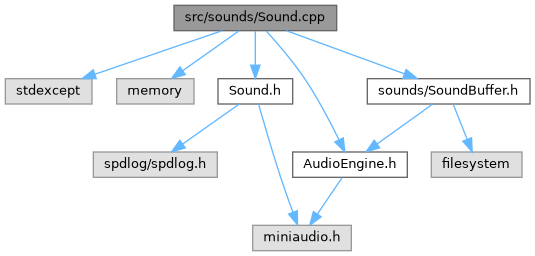 src/sounds/Sound.cpp
stdexcept
memory
Sound.h
sounds/SoundBuffer.h
spdlog/spdlog.h
AudioEngine.h
filesystem
miniaudio.h